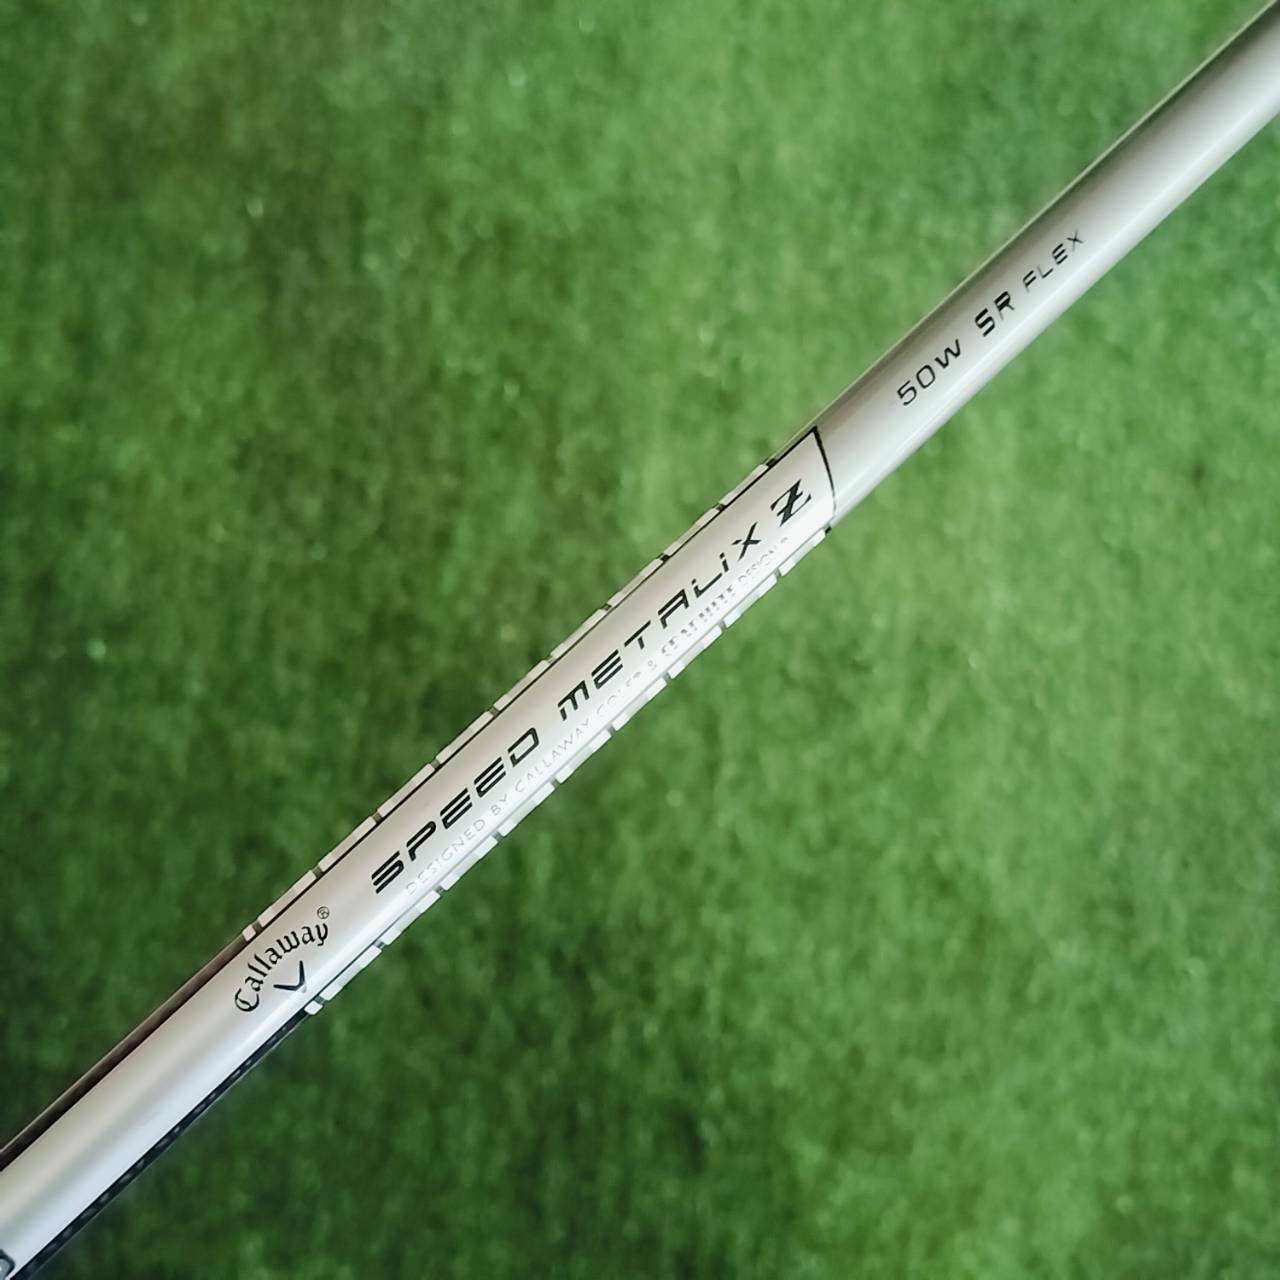 Callaway®
SPEED METALIX Z
DESIGNED BY CALLAWAY GOLF® & GRAPHITE DESIGN®
50W SR FLEX